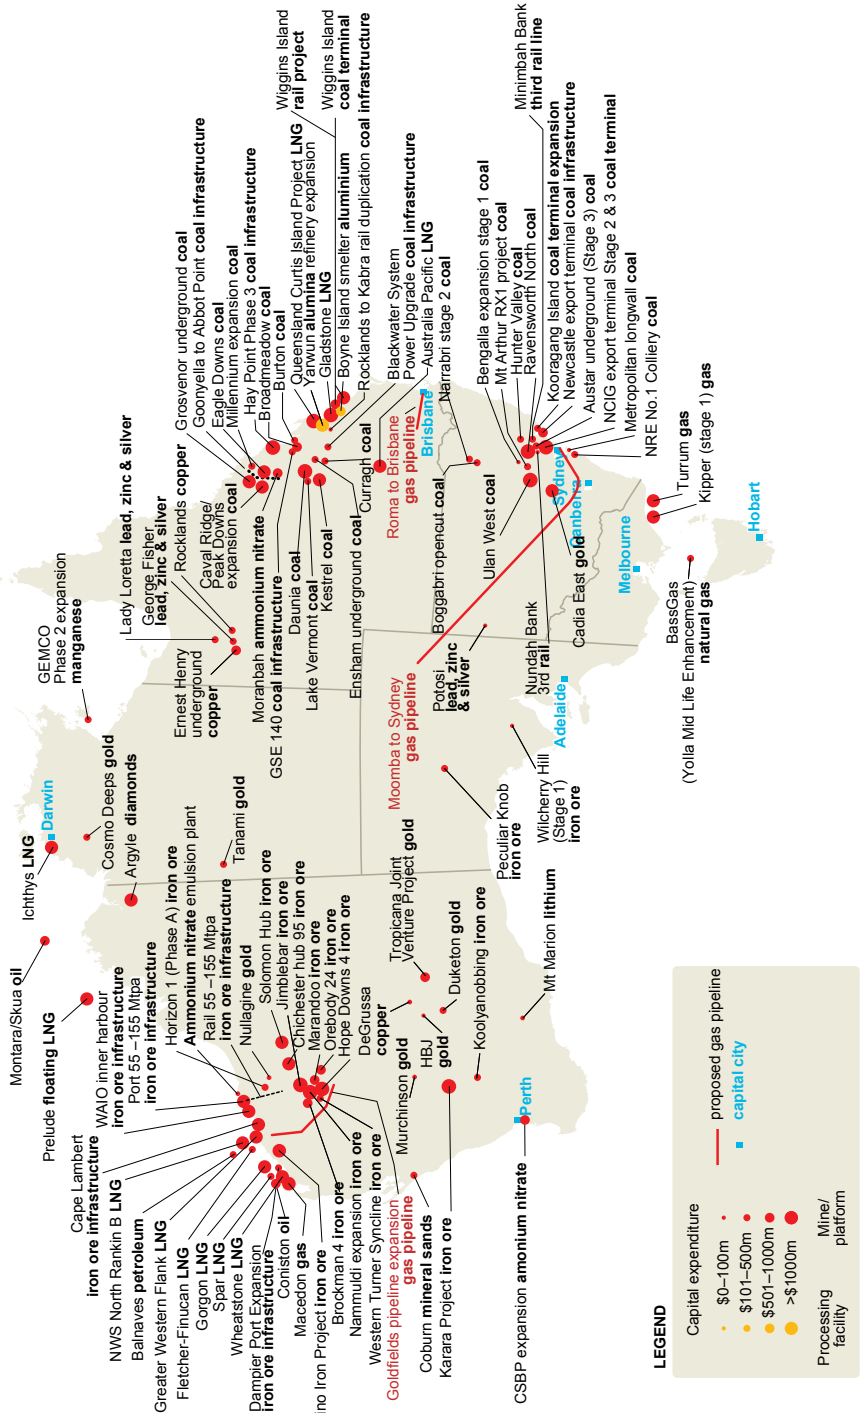 Montara/Skua oil
Prelude floating LNG
Ichthys LNG
Darwin
Cosmo Deeps gold
Argyle diamonds
GEMCO
Phase 2 expansion
manganese
WAIO inner harbour
iron ore infrastructure
Port 55 –155 Mtpa
iron ore infrastructure
Horizon 1 (Phase A) iron ore
Ammonium nitrate emulsion plant
Rail 55 –155 Mtpa
iron ore infrastructure
Nullagine gold
Solomon Hub iron ore
Jimblebar iron ore
Chichester hub 95 iron ore
Marandoo iron ore
Orebody 24 iron ore
Hope Downs 4 iron ore
DeGrussa
copper
Tanami gold
Cape Lambert
iron ore infrastructure
NWS North Rankin B LNG
Balnaves petroleum
Greater Western Flank LNG
Fletcher-Finucan LNG
Gorgon LNG
Spar LNG
Wheatstone LNG
Dampier Port Expansion
iron ore infrastructure
Coniston oil
Macedon gas
ino Iron Project iron ore
Brockman 4 iron ore
Nammuldi expansion iron ore
Western Turner Syncline iron ore
Goldfields pipeline expansion
gas pipeline
Coburn mineral sands
Karara Project iron ore
Murchinson gold
HBJ
gold
Tropicana Joint
Venture Project gold
Duketon gold
Koolyanobbing iron ore
Mt Marion lithium
Perth
CSBP expansion amonium nitrate
Lady Loretta lead, zinc & silver
George Fisher
lead, zinc & silver
Rocklands copper
Ernest Henry
underground
copper
Caval Ridge/
Peak Downs
expansion coal
Grosvenor underground coal
Goonyella to Abbot Point coal infrastructure
Eagle Downs coal
Millennium expansion coal
Hay Point Phase 3 coal infrastructure
Broadmeadow coal
Burton coal
Queensland Curtis Island Project LNG
Yarwun alumina refinery expansion
Gladstone LNG
Boyne Island smelter aluminium
Wiggins Island
rail project
Wiggins Island
coal terminal
Rocklands to Kabra rail duplication coal infrastructure
Blackwater System
Power Upgrade coal infrastructure
Australia Pacific LNG
Moranbah ammonium nitrate
GSE 140 coal infrastructure
Daunia coal
Lake Vermont coal
Kestrel coal
Ensham underground coal
Curragh coal
Roma to Brisbane
gas pipeline
Brisbane
Narrabri stage 2 coal
Boggabri opencut coal
Moomba to Sydney
gas pipeline
Bengalla expansion stage 1 coal
Mt Arthur RX1 project coal
Hunter Valley coal
Ravensworth North coal
Minimbah Bank
third rail line
Kooragang Island coal terminal expansion
Newcastle export terminal coal infrastructure
Austar underground (Stage 3) coal
NCIG export terminal Stage 2 & 3 coal terminal
Metropolitan longwall coal
NRE No.1 Colliery coal
Ulan West coal
Sydney
Canberra
Cadia East gold
Nundah Bank
3rd rail
Potosi
lead, zinc
& silver
Peculiar Knob
iron ore
Wilcherry Hill
(Stage 1)
iron ore
Adelaide
Melbourne
Turrum gas
Kipper (stage 1) gas
BassGas
(Yolla Mid Life Enhancement)
natural gas
Hobart
LEGEND
Capital expenditure
$0–100m
$101–500m
$501–1000m
>$1000m
Processing
facility
Mine/
platform
proposed gas pipeline
capital city